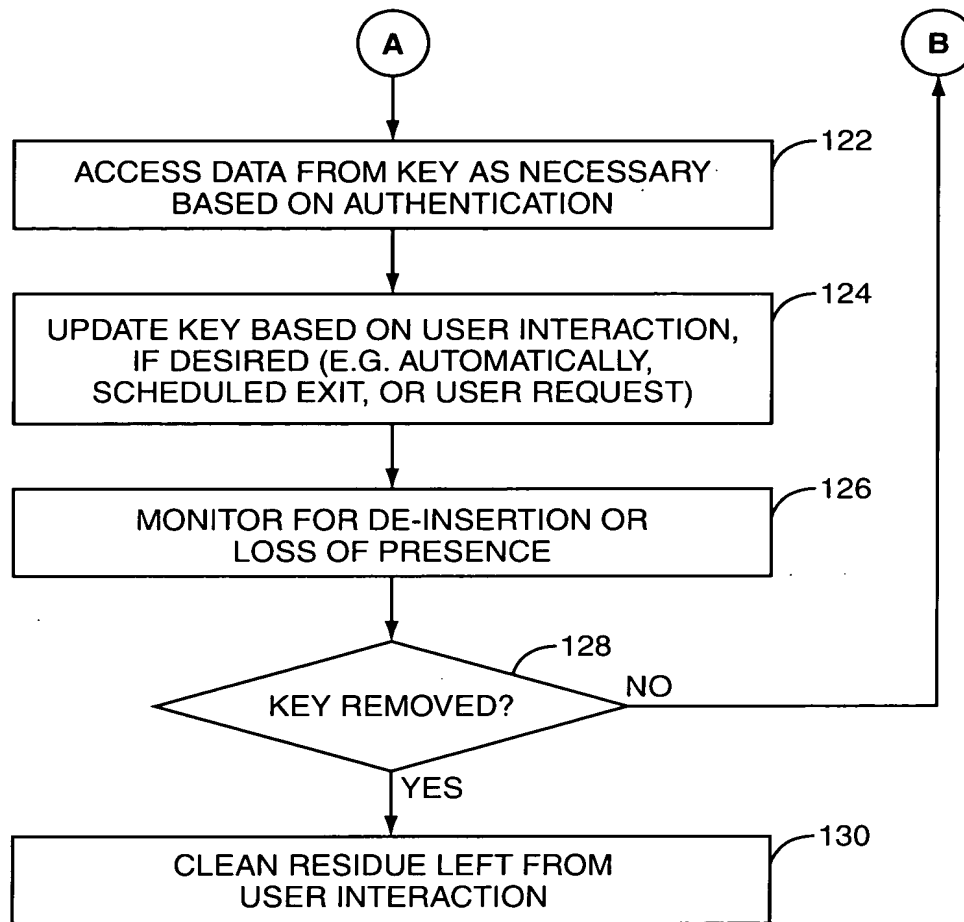 A
B
122
ACCESS DATA FROM KEY AS NECESSARY
BASED ON AUTHENTICATION
124
UPDATE KEY BASED ON USER INTERACTION,
IF DESIRED (E.G. AUTOMATICALLY,
SCHEDULED EXIT, OR USER REQUEST)
126
MONITOR FOR DE-INSERTION OR
LOSS OF PRESENCE
128
KEY REMOVED?
NO
YES
130
CLEAN RESIDUE LEFT FROM
USER INTERACTION